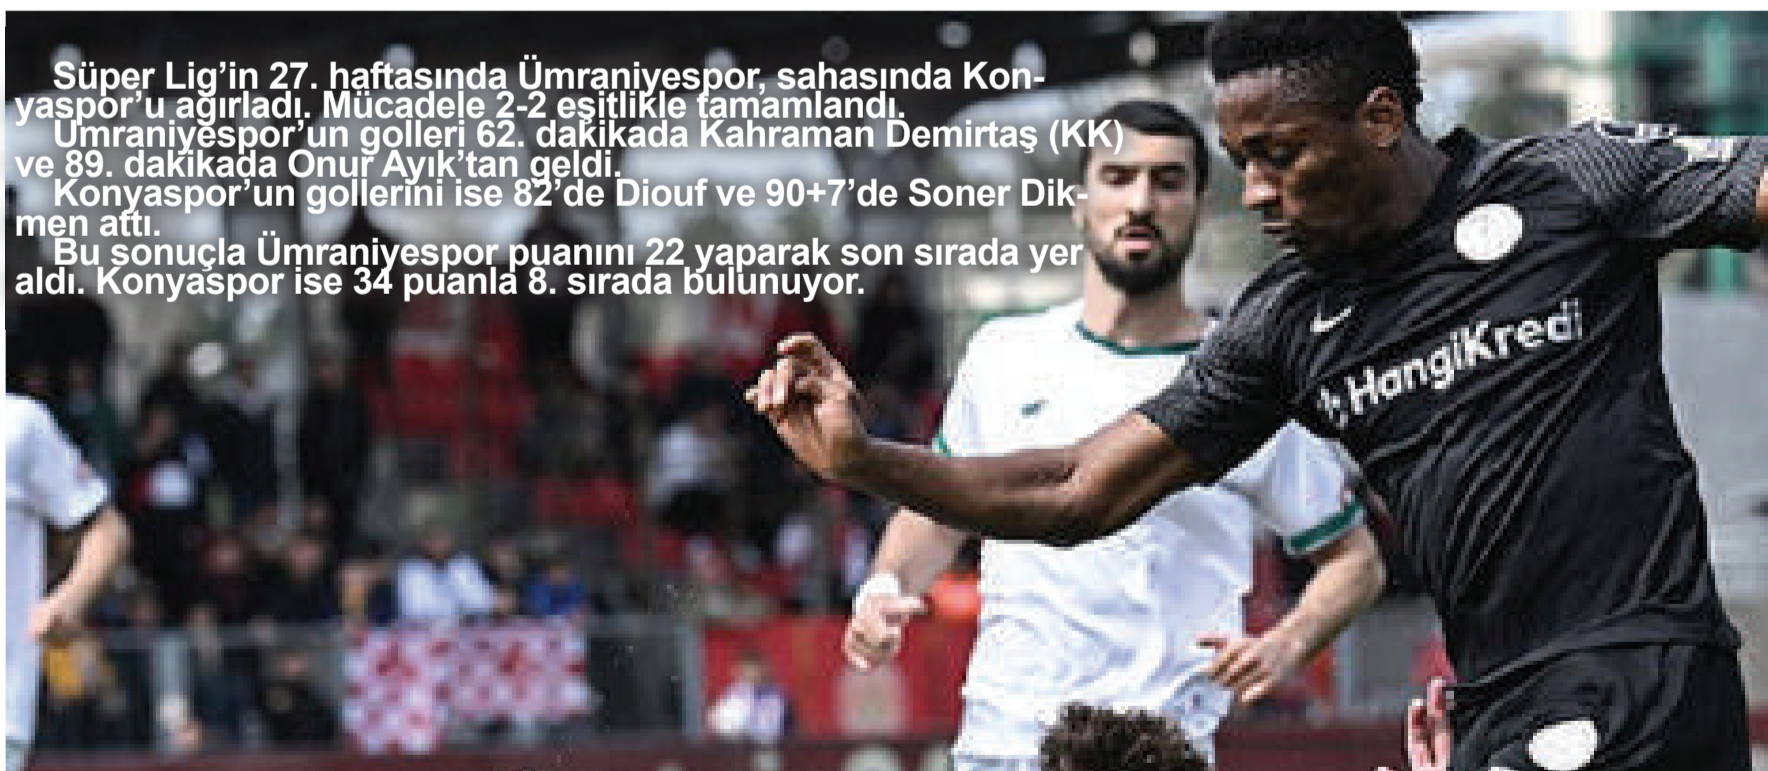 Süper Lig’in 27. haftasında Ümraniyespor, sahasında Kon-
yaspor’u ağırladı. Mücadele 2-2 eşitlikle tamamlandı.
Ümraniyespor’un golleri 62. dakikada Kahraman Demirtaş (KK)
ve 89. dakikada Onur Ayık’tan geldi.
Konyaspor’un gollerini ise 82’de Diouf ve 90+7’de Soner Dik-
men attı.
Bu sonuçla Ümraniyespor puanını 22 yaparak son sırada yer
aldı. Konyaspor ise 34 puanla 8. sırada bulunuyor.
HangiKredi